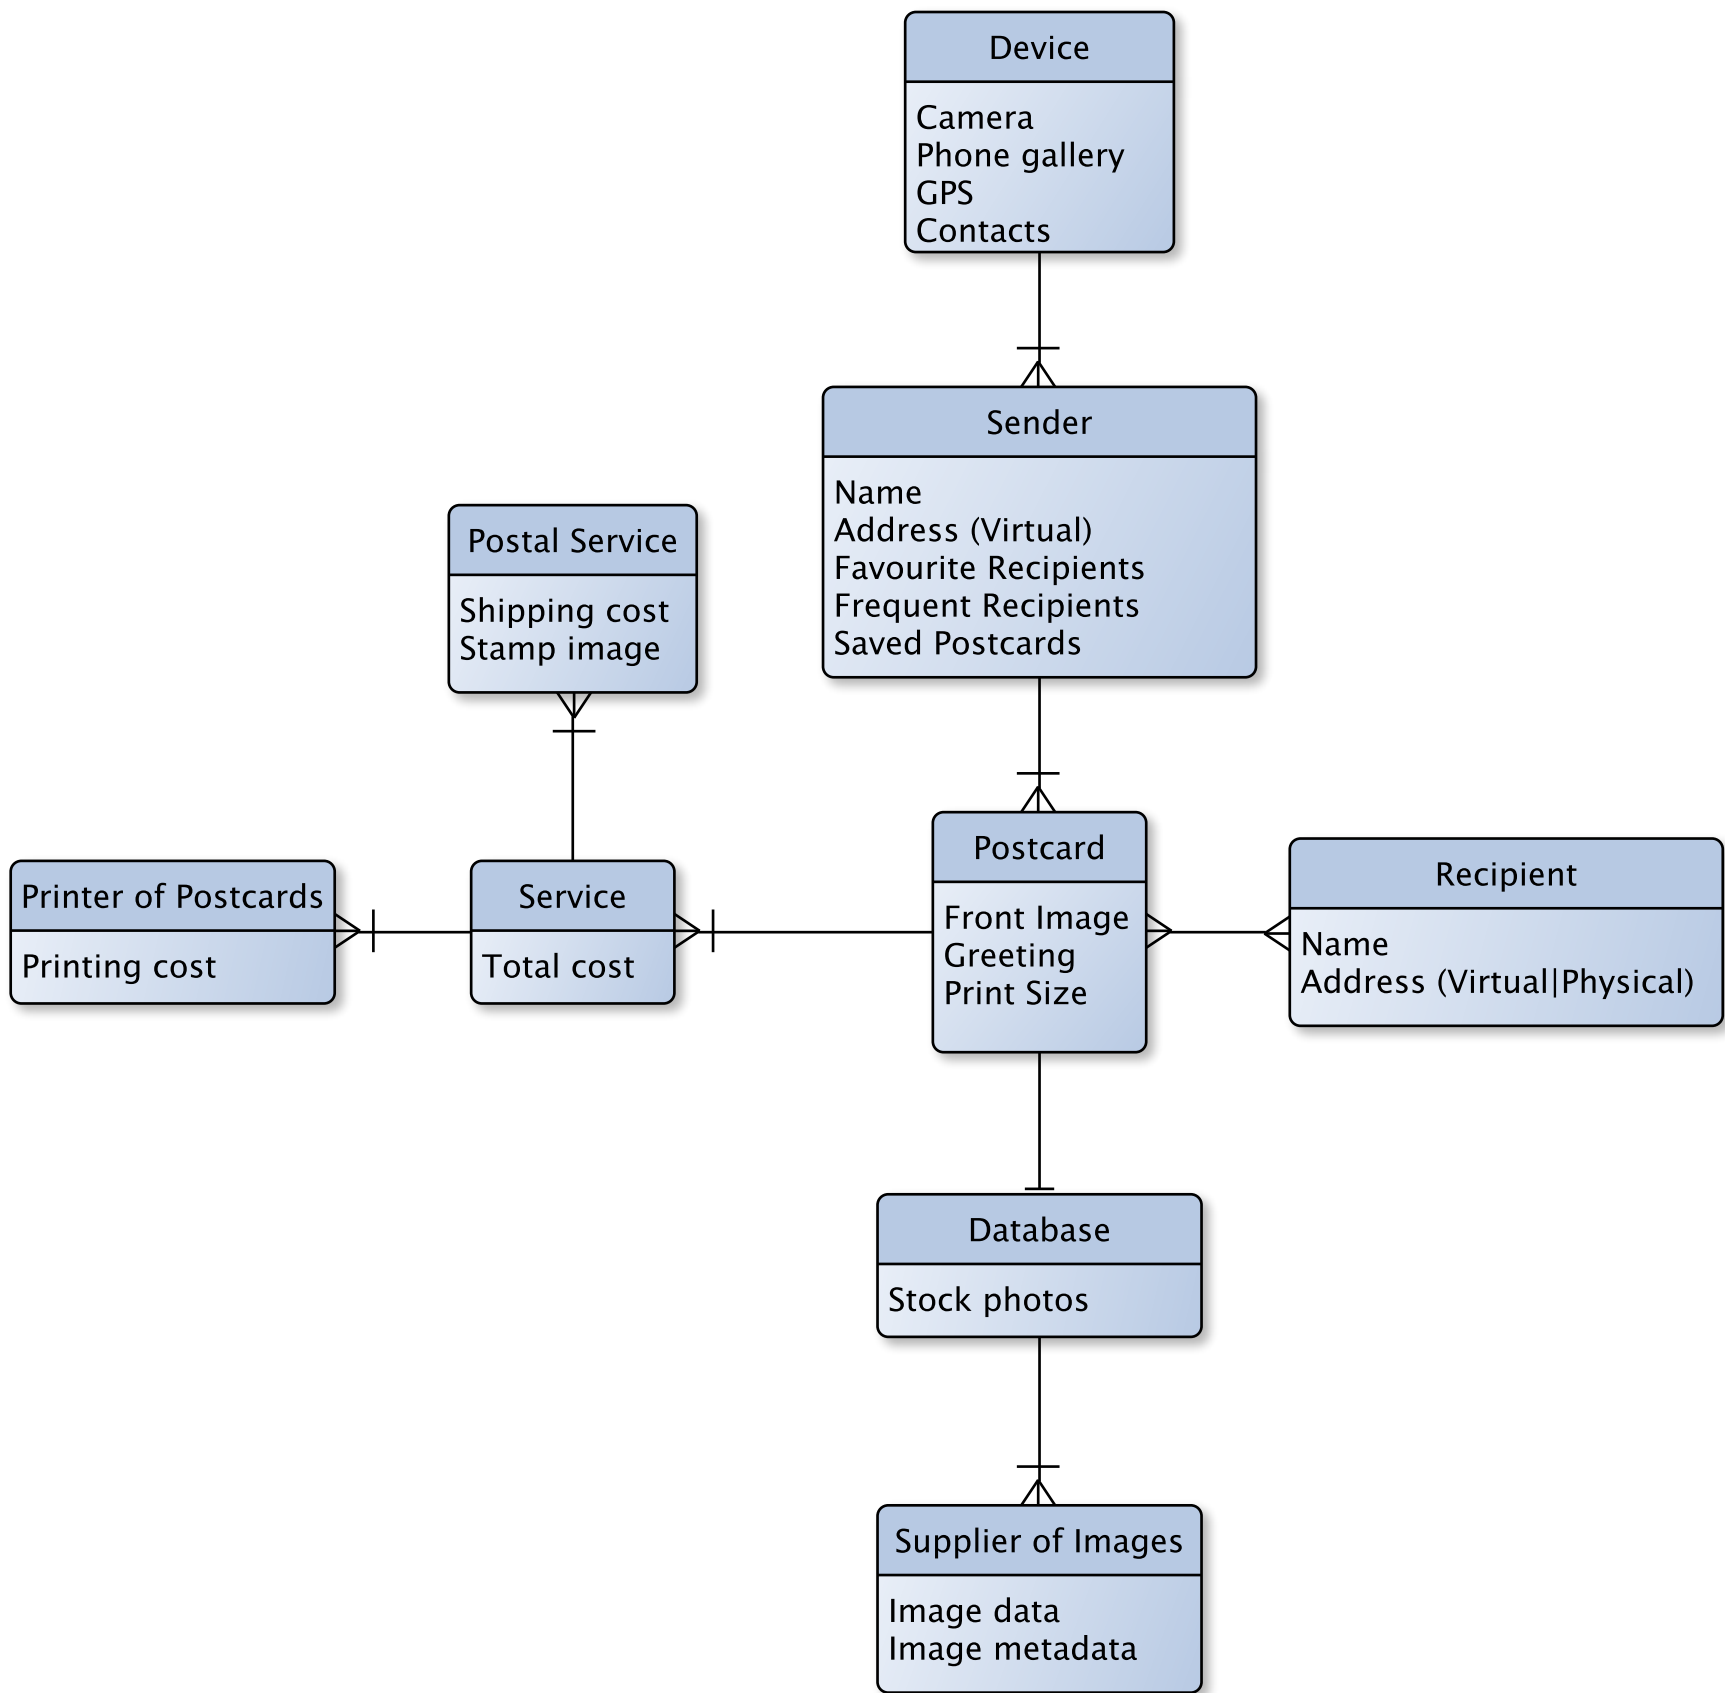 Device
Camera
Phone gallery
GPS
Contacts
Sender
Name
Address (Virtual)
Favourite Recipients
Frequent Recipients
Saved Postcards
Postal Service
Shipping cost
Stamp image
Printer of Postcards
Printing cost
Service
Total cost
Postcard
Front Image
Greeting
Print Size
Recipient
Name
Address (Virtual|Physical)
Database
Stock photos
Supplier of Images
Image data
Image metadata